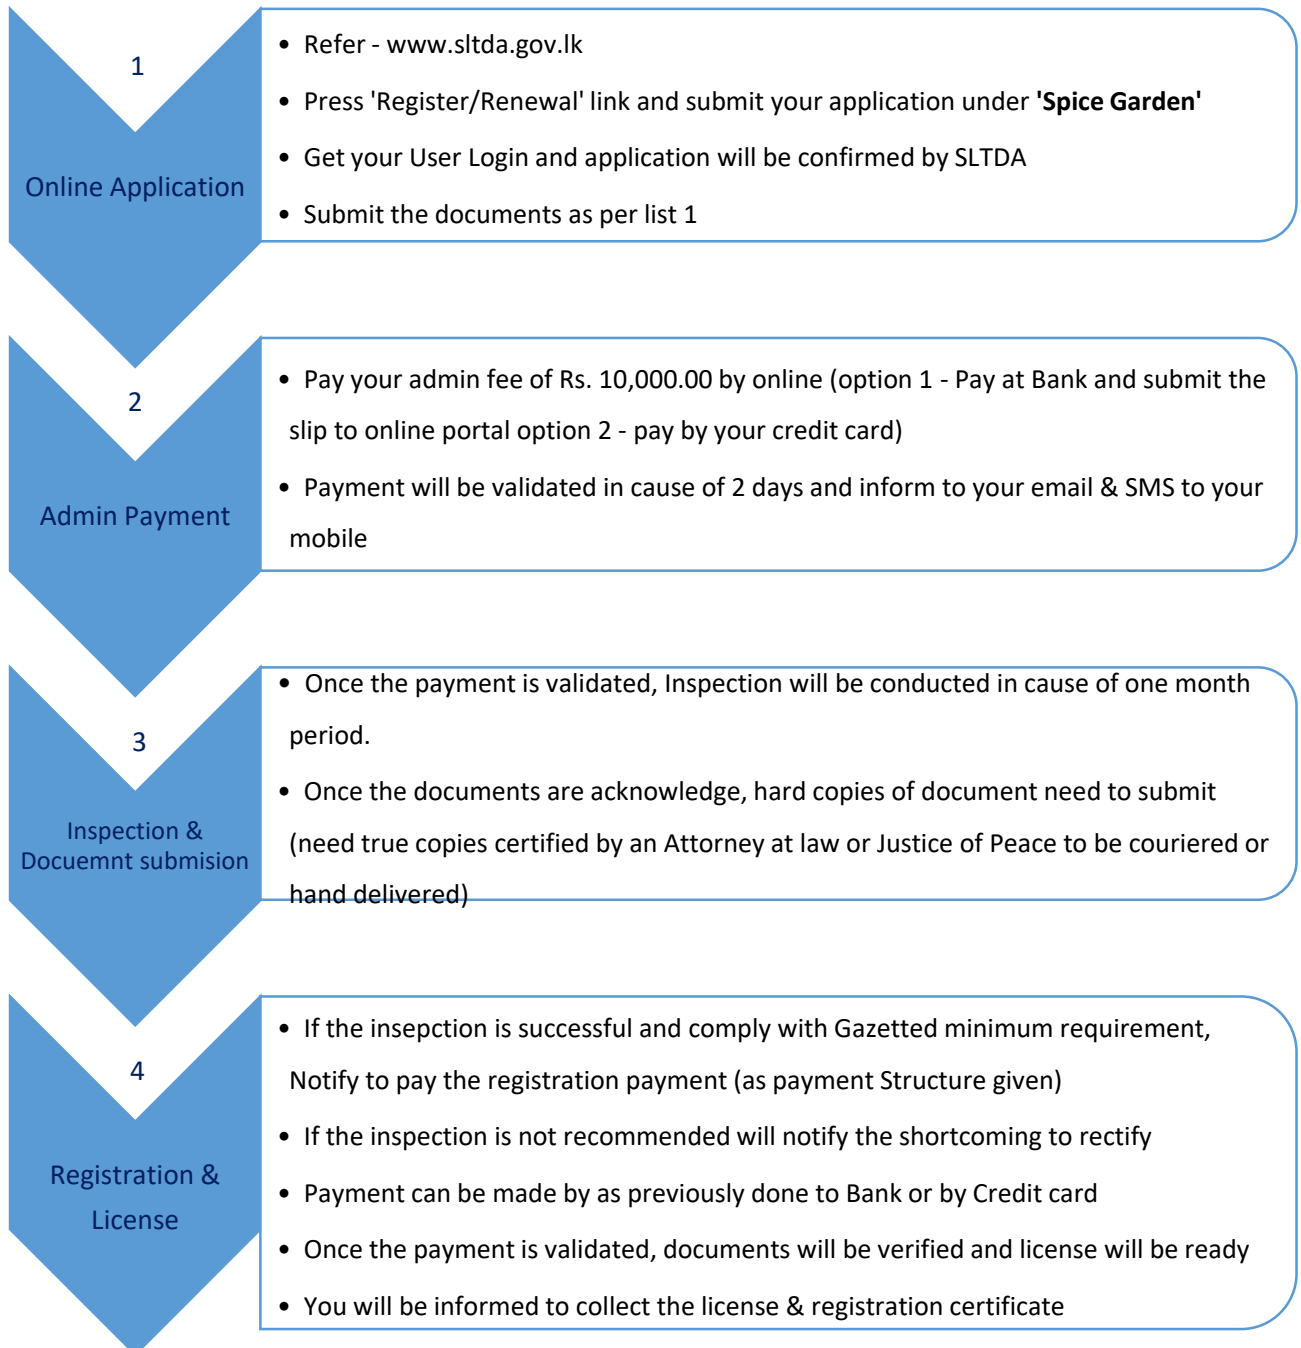 1
Online Application
• Refer - www.sltda.gov.lk
• Press 'Register/Renewal' link and submit your application under 'Spice Garden'
• Get your User Login and application will be confirmed by SLTDA
• Submit the documents as per list 1
2
Admin Payment
• Pay your admin fee of Rs. 10,000.00 by online (option 1 - Pay at Bank and submit the
slip to online portal option 2 - pay by your credit card)
• Payment will be validated in cause of 2 days and inform to your email & SMS to your
mobile
3
Inspection &
Docuemnt submision
• Once the payment is validated, Inspection will be conducted in cause of one month
period.
• Once the documents are acknowledge, hard copies of document need to submit
(need true copies certified by an Attorney at law or Justice of Peace to be couriered or
hand delivered)
4
Registration &
License
• If the insepction is successful and comply with Gazetted minimum requirement,
Notify to pay the registration payment (as payment Structure given)
• If the inspection is not recommended will notify the shortcoming to rectify
• Payment can be made by as previously done to Bank or by Credit card
• Once the payment is validated, documents will be verified and license will be ready
• You will be informed to collect the license & registration certificate